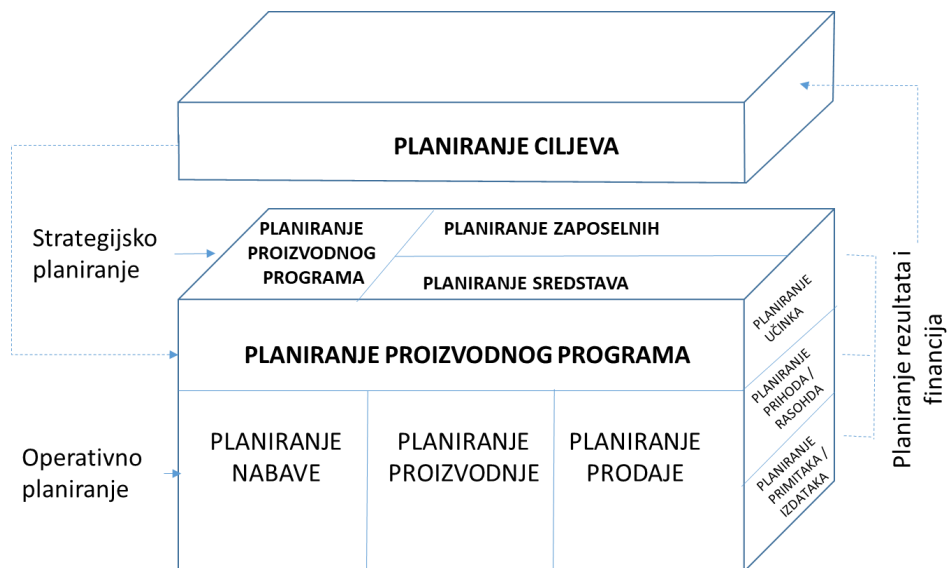 PLANIRANJE CILJEVA
Strategijsko
planiranje
PLANIRANJE
PROIZVODNOG
PROGRAMA
PLANIRANJE ZAPOSELNIH
PLANIRANJE SREDSTAVA
PLANIRANJE PROIZVODNOG PROGRAMA
PLANIRANJE
UČINKA
PLANIRANJE
PRIHODA /
RASOHDA
PLANIRANJE
PRIMITAKA /
IZDATAKA
Planiranje rezultata i
financija
Operativno
planiranje
PLANIRANJE
NABAVE
PLANIRANJE
PROIZVODNJE
PLANIRANJE
PRODAJE